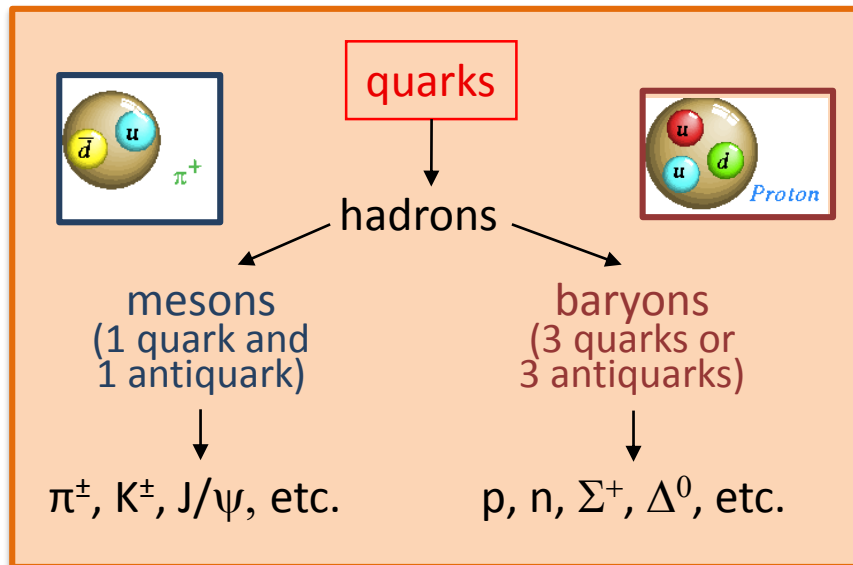 quarks
d̅ u
π⁺
u
d
u
Proton
hadrons
mesons
(1 quark and
1 antiquark)
baryons
(3 quarks or
3 antiquarks)
π±, K±, J/ψ, etc.
p, n, Σ⁺, Δ⁰, etc.